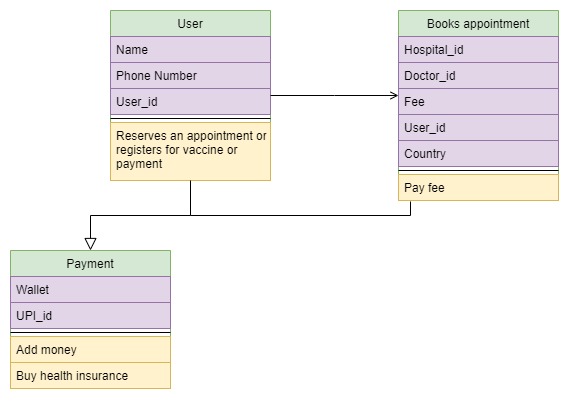 User
Name
Phone Number
User_id
Reserves an appointment or
registers for vaccine or
payment
Books appointment
Hospital_id
Doctor_id
Fee
User_id
Country
Pay fee
Payment
Wallet
UPI_id
Add money
Buy health insurance